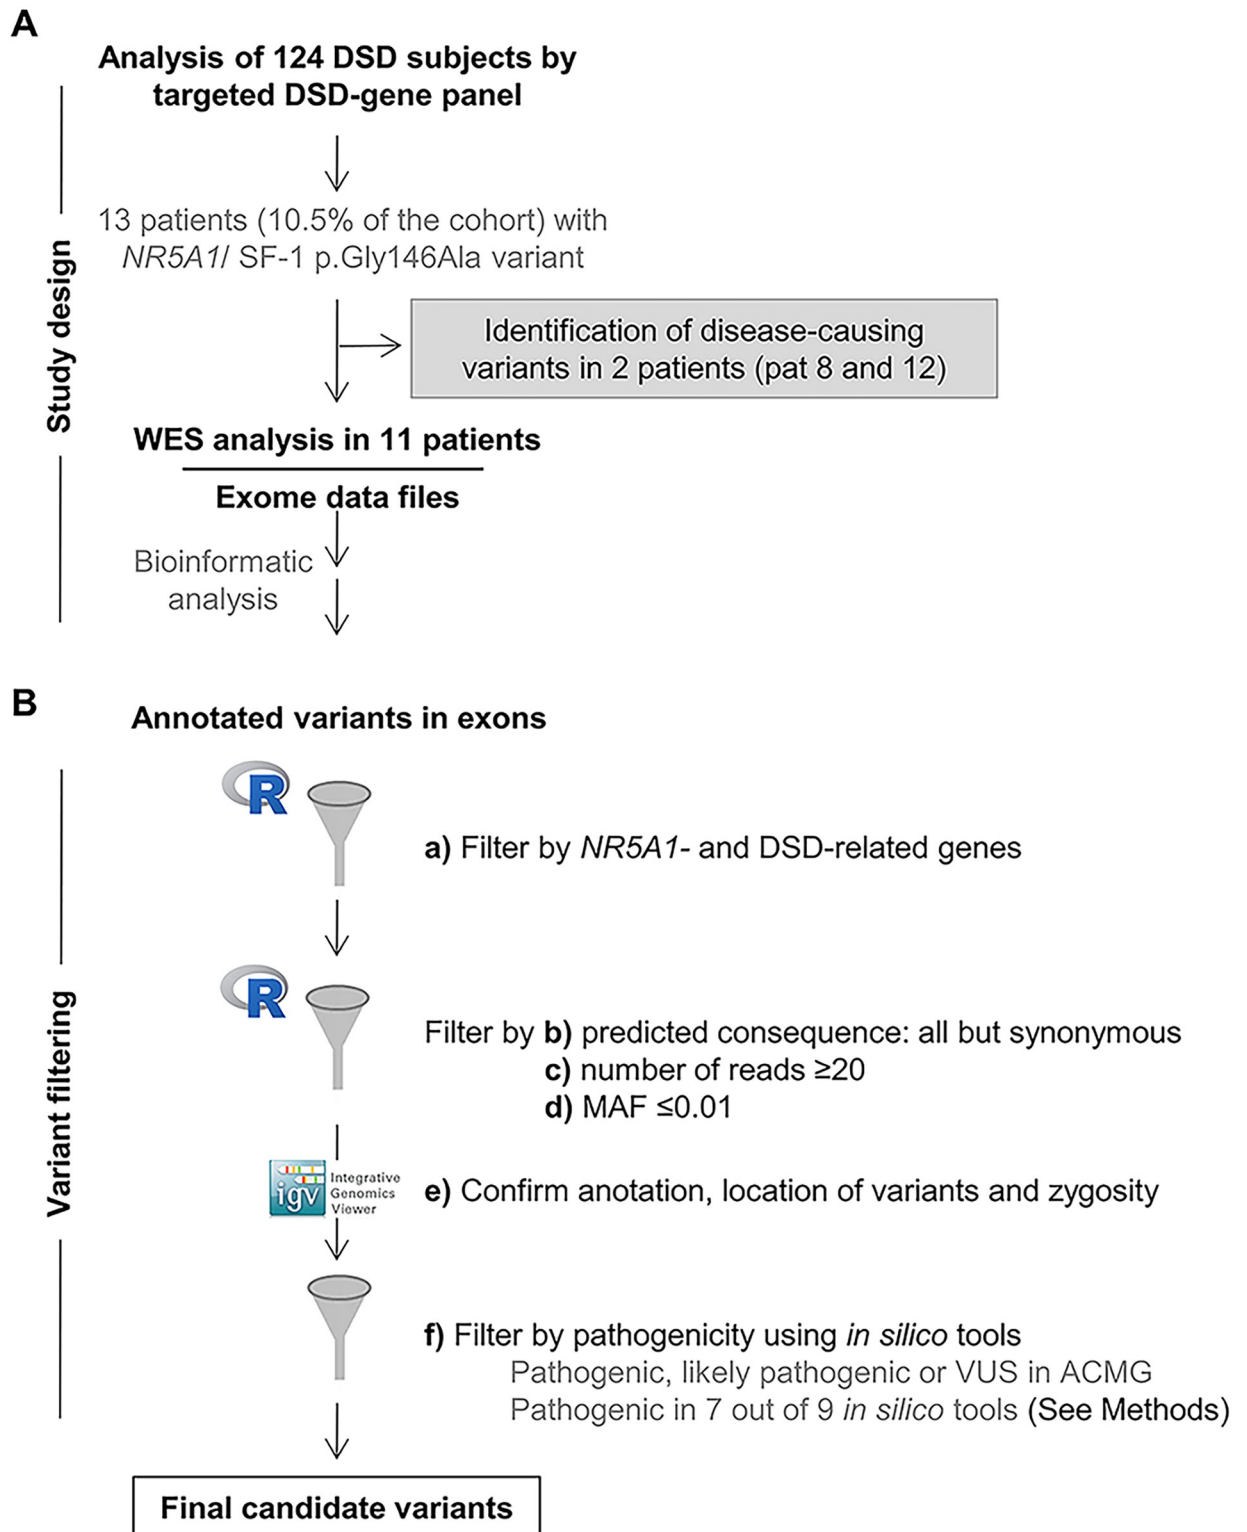 A
Analysis of 124 DSD subjects by
targeted DSD-gene panel
13 patients (10.5% of the cohort) with
NR5A1/ SF-1 p.Gly146Ala variant
Identification of disease-causing
variants in 2 patients (pat 8 and 12)
Study design
WES analysis in 11 patients
Exome data files
Bioinformatic
analysis
B
Annotated variants in exons
R
a) Filter by NR5A1- and DSD-related genes
R
Filter by b) predicted consequence: all but synonymous
c) number of reads ≥20
d) MAF ≤0.01
Variant filtering
igv
Integrative
Genomics
Viewer
e) Confirm anotation, location of variants and zygosity
f) Filter by pathogenicity using in silico tools
Pathogenic, likely pathogenic or VUS in ACMG
Pathogenic in 7 out of 9 in silico tools (See Methods)
Final candidate variants